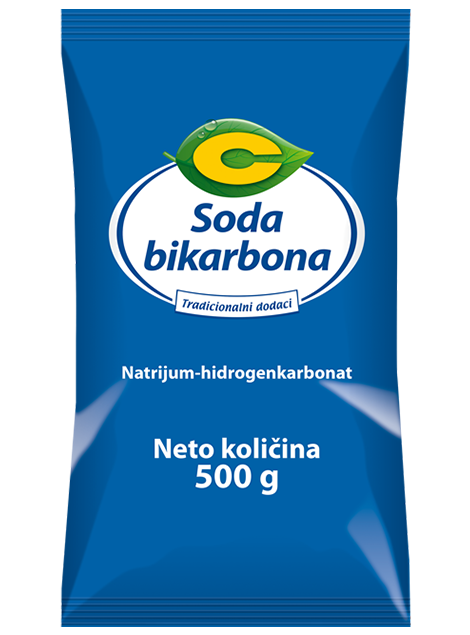 C
Soda
bikarbona
Tradicionalni dodaci
Natrijum-hidrogenkarbonat
Neto količina
500 g